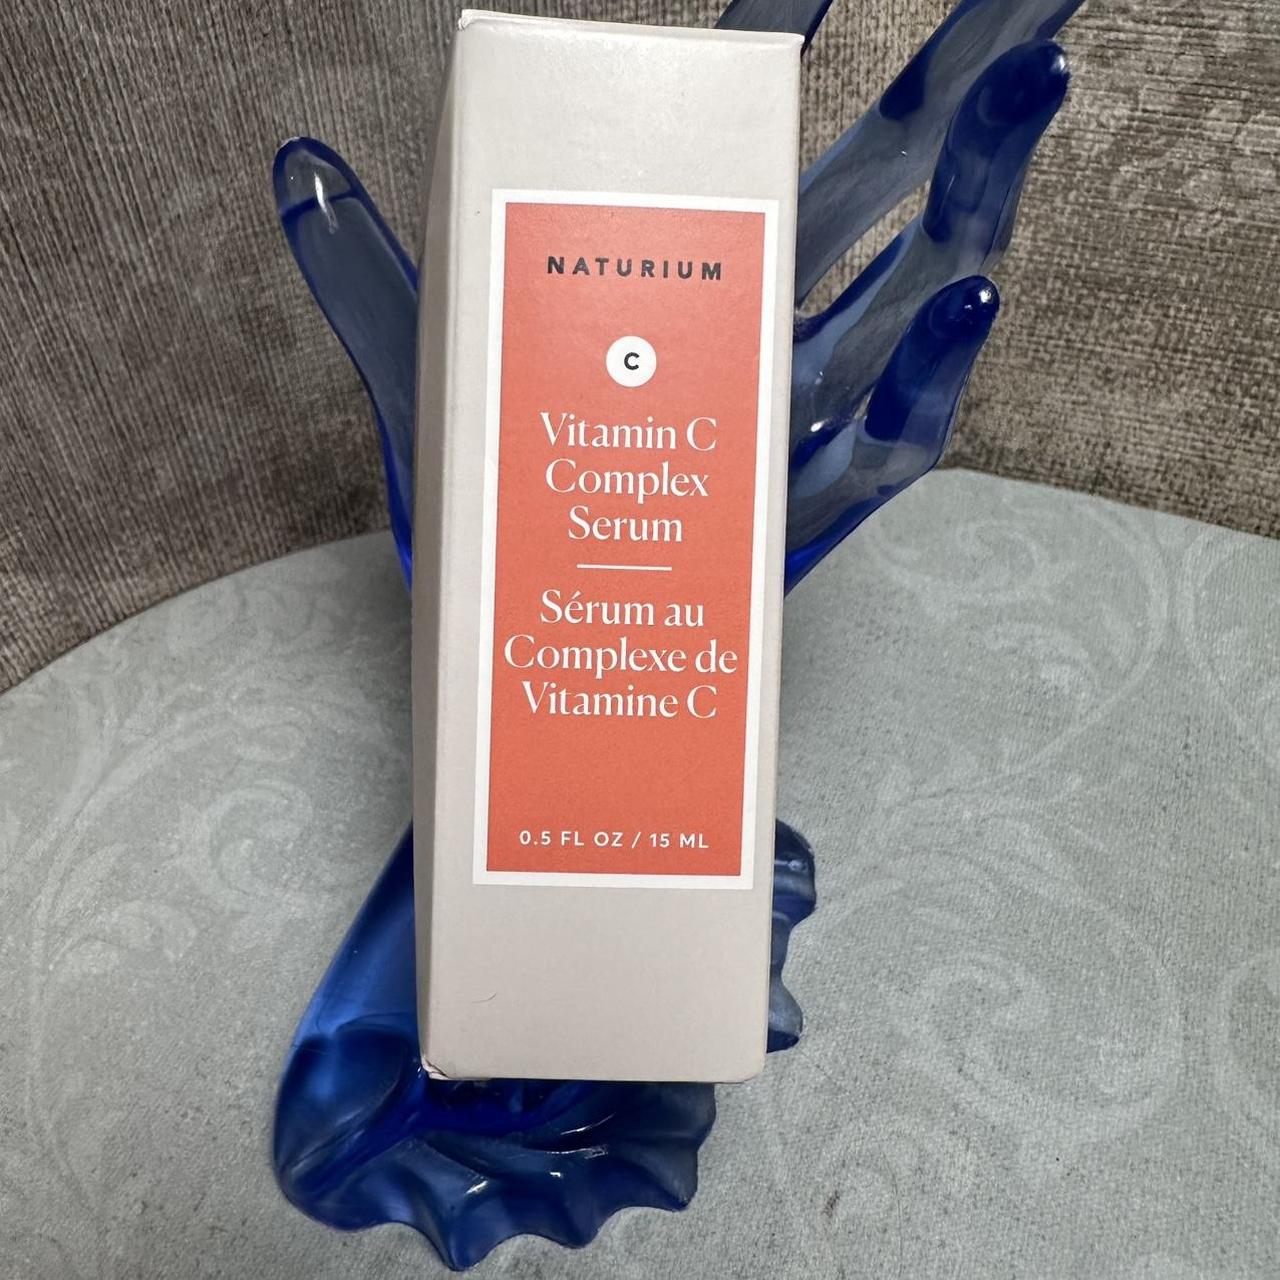 NATURIUM
C
Vitamin C
Complex
Serum
Sérum au
Complexe de
Vitamine C
0.5 FL OZ / 15 ML